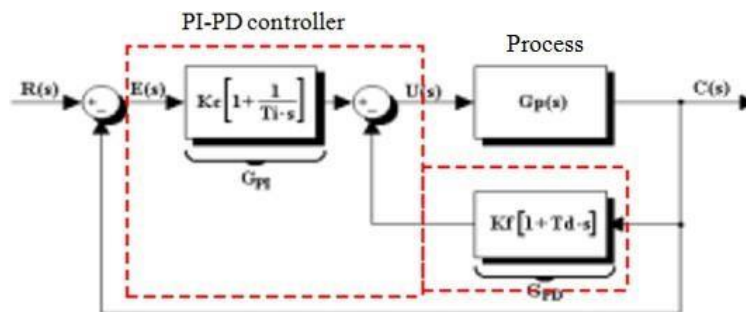 PI-PD controller
Process
R(s)
+
-
E(s)
Kc[1+1/Ti·s]
GPI
+
-
U(s)
Gp(s)
C(s)
Kf[1+Td·s]
GPD